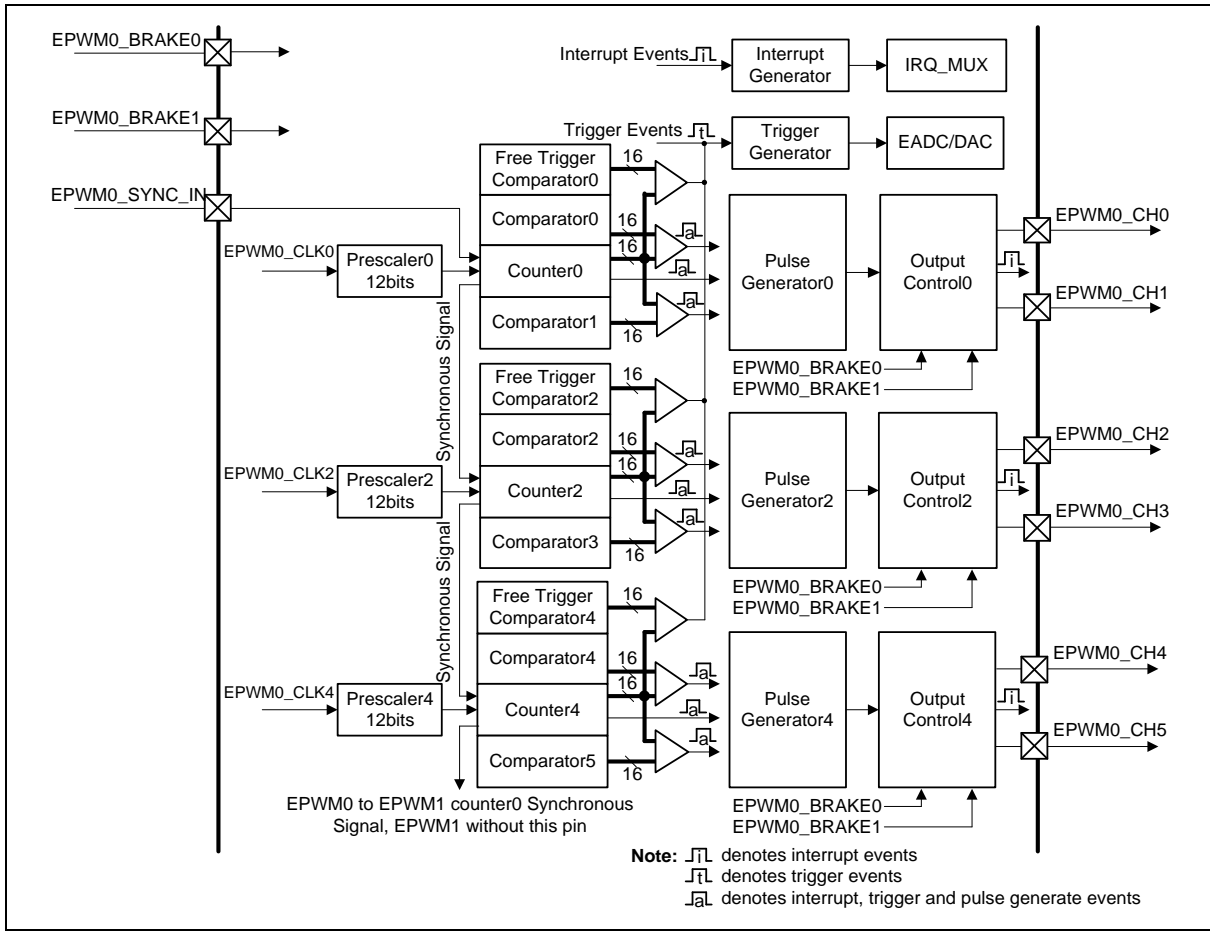 EPWM0_BRAKE0
EPWM0_BRAKE1
EPWM0_SYNC_IN
Interrupt Events i
Interrupt
Generator
IRQ_MUX
Trigger Events t
Trigger
Generator
EADC/DAC
EPWM0_CLK0
Prescaler0
12bits
Synchronous Signal
Free Trigger
Comparator0
Comparator0
Counter0
Comparator1
16
16
16
16
a
a
a
Pulse
Generator0
Output
Control0
i
EPWM0_CH0
EPWM0_CH1
EPWM0_BRAKE0
EPWM0_BRAKE1
EPWM0_CLK2
Prescaler2
12bits
Synchronous Signal
Free Trigger
Comparator2
Comparator2
Counter2
Comparator3
16
16
16
16
a
a
a
Pulse
Generator2
Output
Control2
i
EPWM0_CH2
EPWM0_CH3
EPWM0_BRAKE0
EPWM0_BRAKE1
EPWM0_CLK4
Prescaler4
12bits
Free Trigger
Comparator4
Comparator4
Counter4
Comparator5
16
16
16
16
a
a
a
Pulse
Generator4
Output
Control4
i
EPWM0_CH4
EPWM0_CH5
EPWM0_BRAKE0
EPWM0_BRAKE1
EPWM0 to EPWM1 counter0 Synchronous
Signal, EPWM1 without this pin
Note: i denotes interrupt events
t denotes trigger events
a denotes interrupt, trigger and pulse generate events